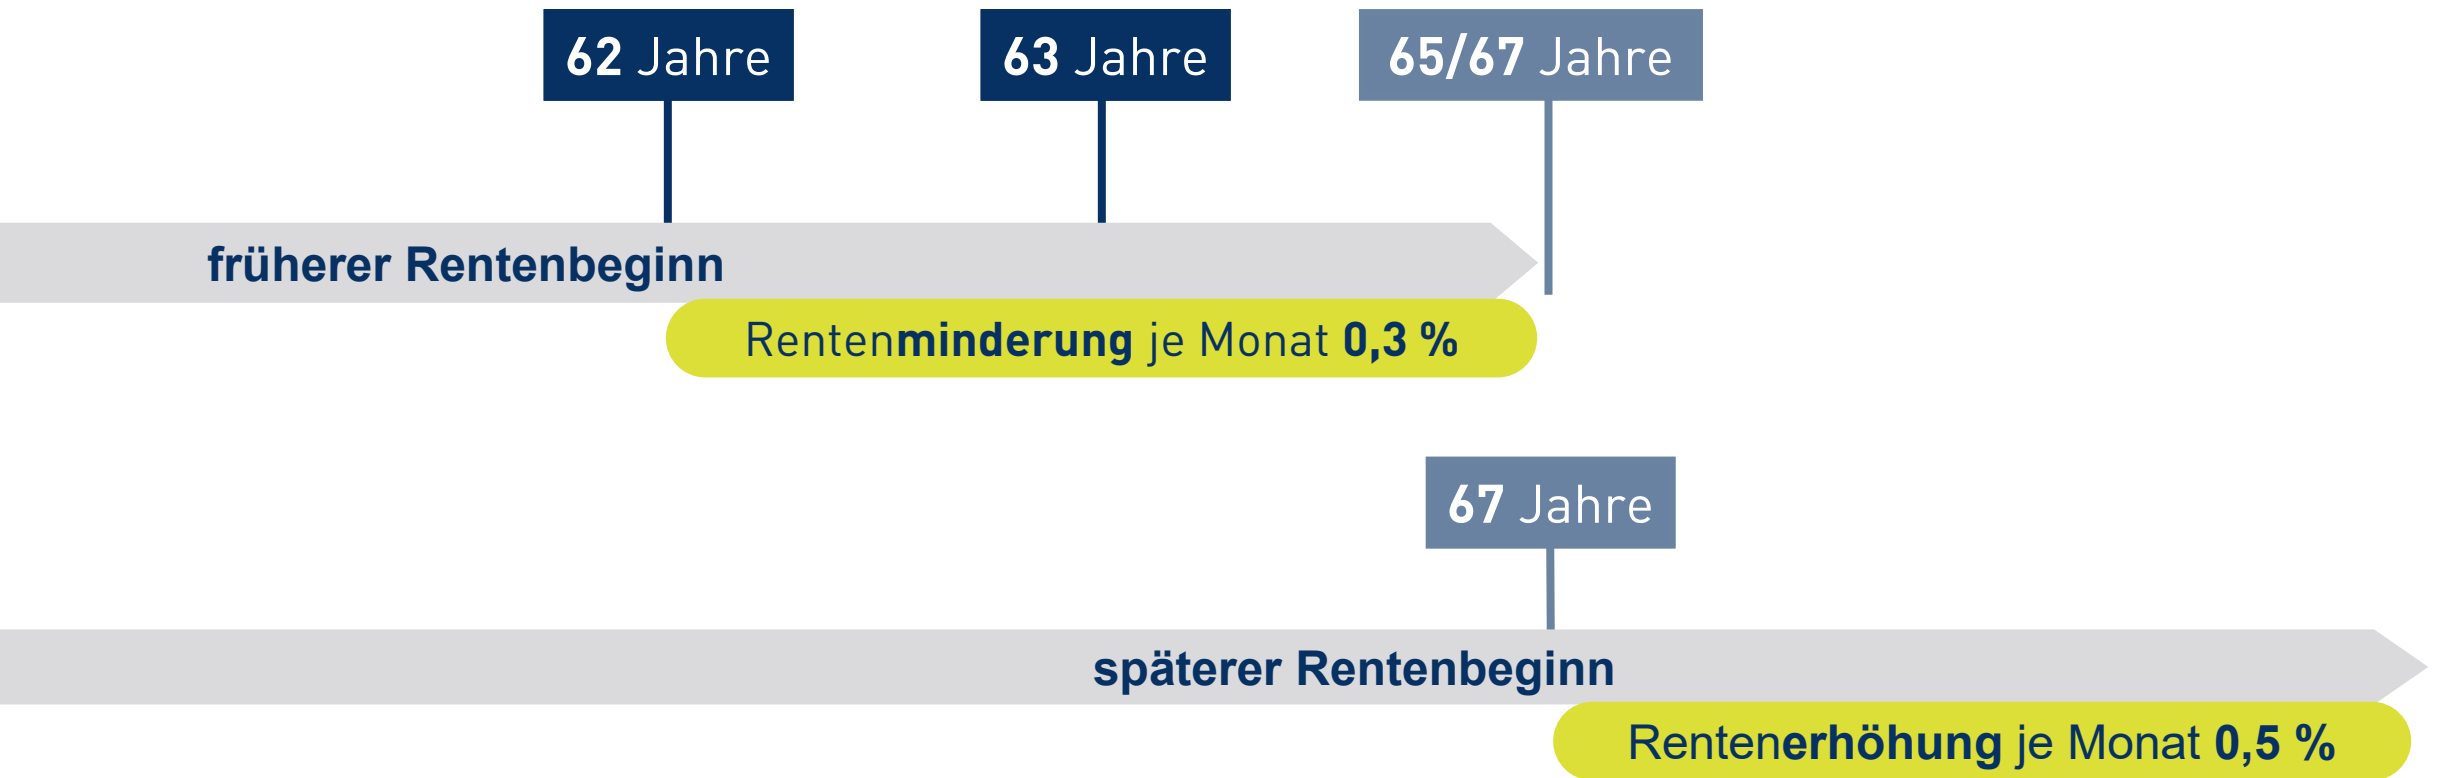 62 Jahre
63 Jahre
65/67 Jahre
früherer Rentenbeginn
Rentenminderung je Monat 0,3 %
67 Jahre
späterer Rentenbeginn
Rentenerhöhung je Monat 0,5 %